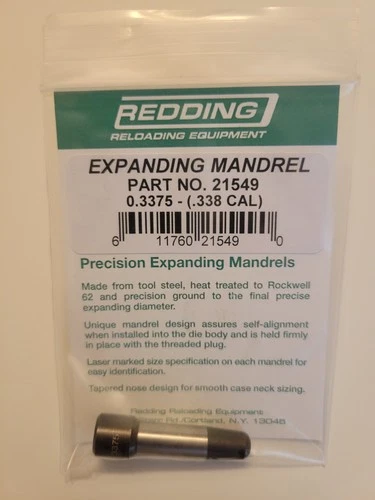 REDDING
RELOADING EQUIPMENT
EXPANDING MANDREL
PART NO. 21549
0.3375 - (.338 CAL)
6 11760 21549 0
Precision Expanding Mandrels
Made from tool steel, heat treated to Rockwell
62 and precision ground to the final precise
expanding diameter.
Unique mandrel design assures self-alignment
when installed into the die body and is held firmly
in place with the threaded plug.
Laser marked size specification on each mandrel for
easy identification.
Tapered nose design for smooth case neck sizing.
Redding Reloading Equipment
Rd /Cortland, N.Y. 13045